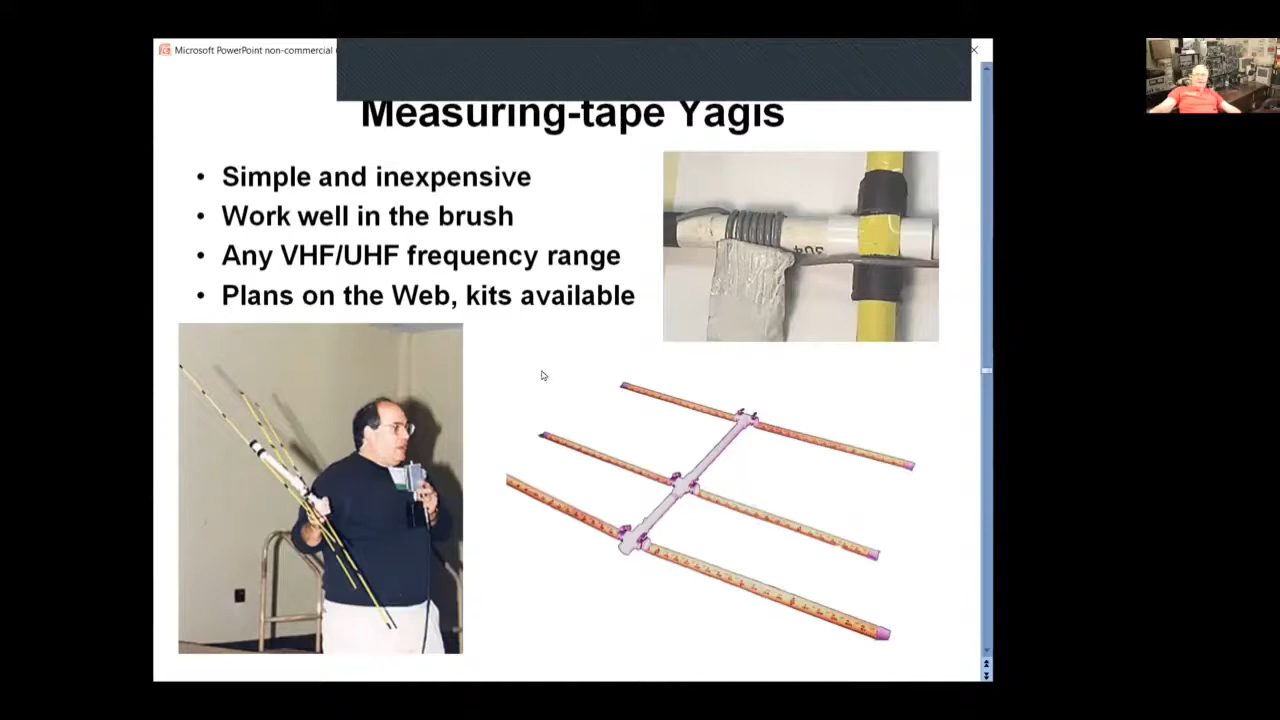 Microsoft PowerPoint non-commercial
Measuring-tape Yagis
• Simple and inexpensive
• Work well in the brush
• Any VHF/UHF frequency range
• Plans on the Web, kits available